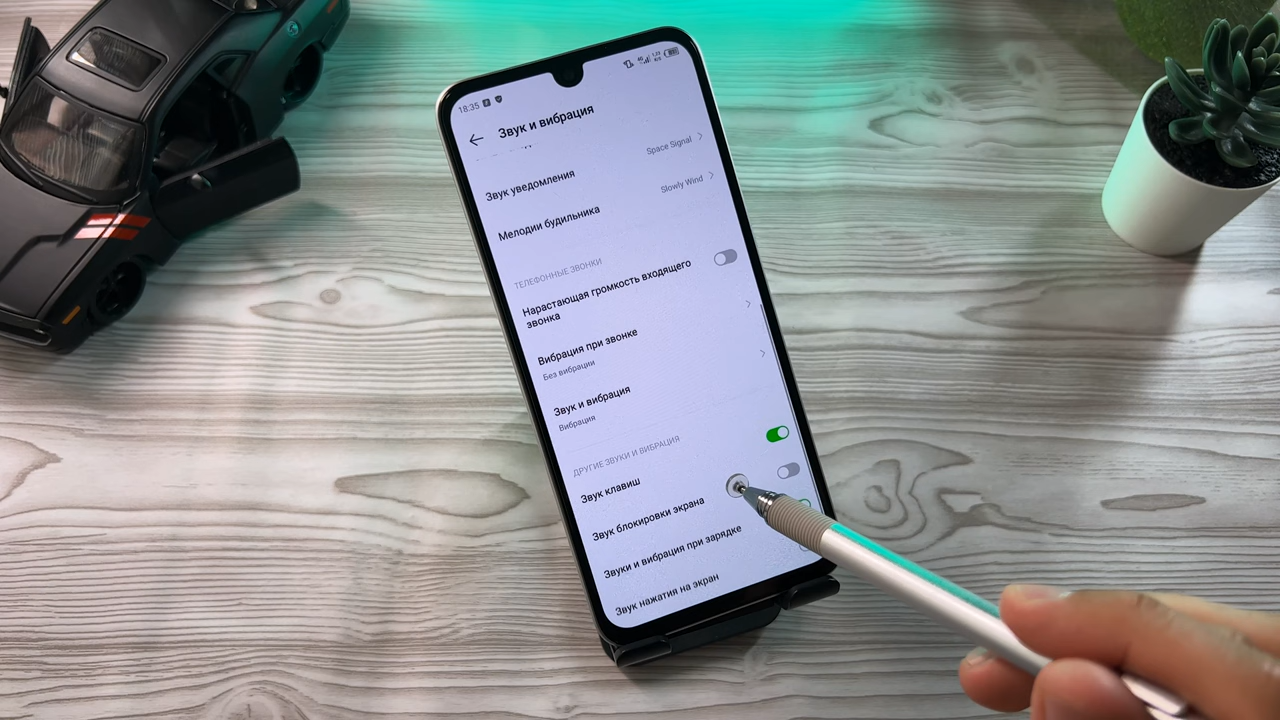 18:35
Звук и вибрация
Звук уведомления
Space Signal
Мелодии будильника
Slowly Wind
ТЕЛЕФОННЫЕ ЗВОНКИ
Нарастающая громкость входящего
звонка
Вибрация при звонке
Без вибрации
Звук и вибрация
Вибрация
ДРУГИЕ ЗВУКИ И ВИБРАЦИЯ
Звук клавиш
Звук блокировки экрана
Звуки и вибрация при зарядке
Звук нажатия на экран